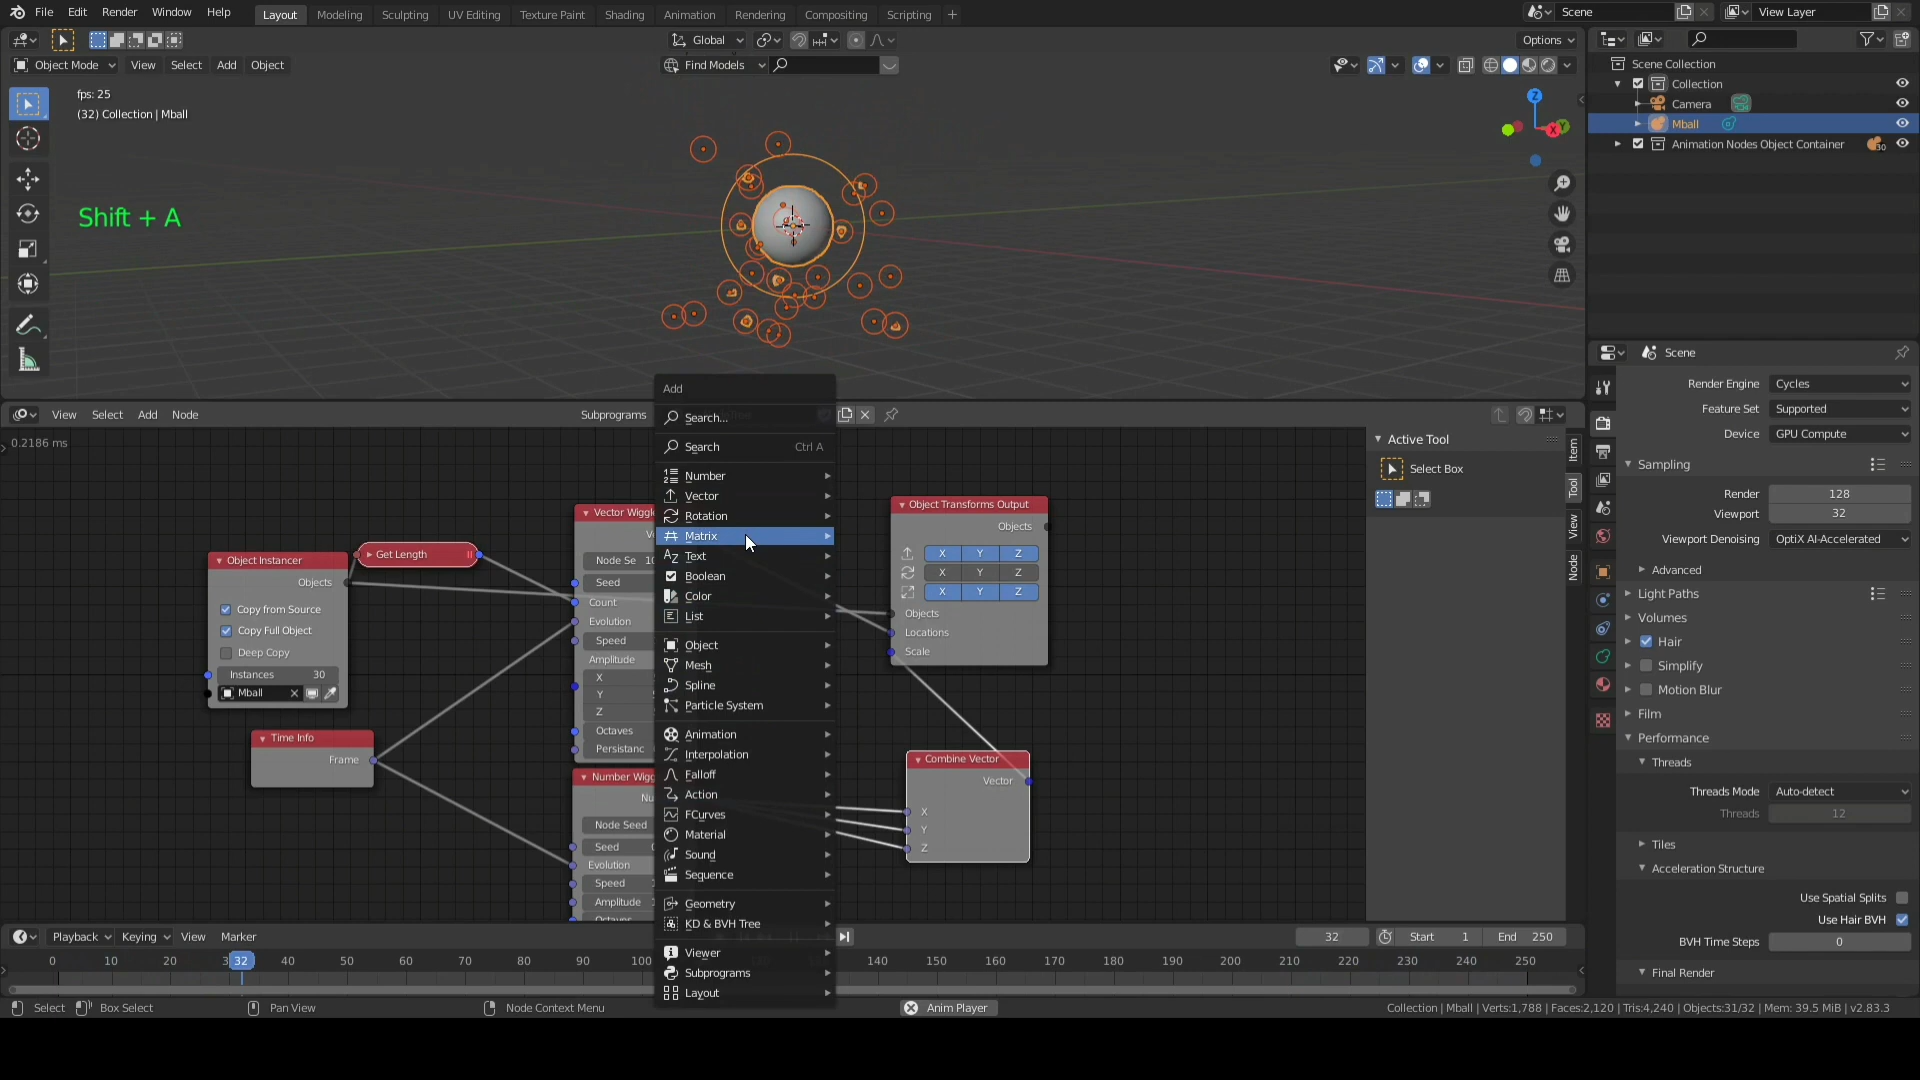 File Edit Render Window Help Layout Modeling Sculpting UV Editing Texture Paint Shading Animation Rendering Compositing Scripting + Scene View Layer
Global Options
Object Mode View Select Add Object Find Models
fps: 25
(32) Collection | Mball
Shift + A
Z
X
Y
Scene Collection
Collection
Camera
Mball
Animation Nodes Object Container 30
View Select Add Node Subprograms
0.2186 ms
Add
Search...
Search Ctrl A
Number
Vector
Rotation
Matrix
Text
Boolean
Color
List
Object
Mesh
Spline
Particle System
Animation
Interpolation
Falloff
Action
FCurves
Material
Sound
Sequence
Geometry
KD & BVH Tree
Viewer
Subprograms
Layout
Object Instancer
Objects
Copy from Source
Copy Full Object
Deep Copy
Instances 30
Mball
Get Length
Time Info
Frame
Vector Wiggle
Node Se
Seed
Count
Evolution
Speed
Amplitude
X
Y
Z
Octaves
Persistanc
Number Wigg
Nu
Node Seed
Seed
Evolution
Speed
Amplitude
Octaves
Object Transforms Output
Objects
X Y Z
X Y Z
X Y Z
Objects
Locations
Scale
Combine Vector
Vector
X
Y
Z
Active Tool
Select Box
Item
Tool
View
Node
Scene
Render Engine Cycles
Feature Set Supported
Device GPU Compute
Sampling
Render 128
Viewport 32
Viewport Denoising OptiX AI-Accelerated
Advanced
Light Paths
Volumes
Hair
Simplify
Motion Blur
Film
Performance
Threads
Threads Mode Auto-detect
Threads 12
Tiles
Acceleration Structure
Use Spatial Splits
Use Hair BVH
BVH Time Steps 0
Final Render
Playback Keying View Marker 32 Start 1 End 250
0 10 20 32 40 50 60 70 80 90 140 150 160 170 180 190 200 210 220 230 240 250
Select Box Select Pan View Node Context Menu Anim Player Collection | Mball | Verts:1,788 | Faces:2,120 | Tris:4,240 | Objects:31/32 | Mem: 39.5 MiB | v2.83.3